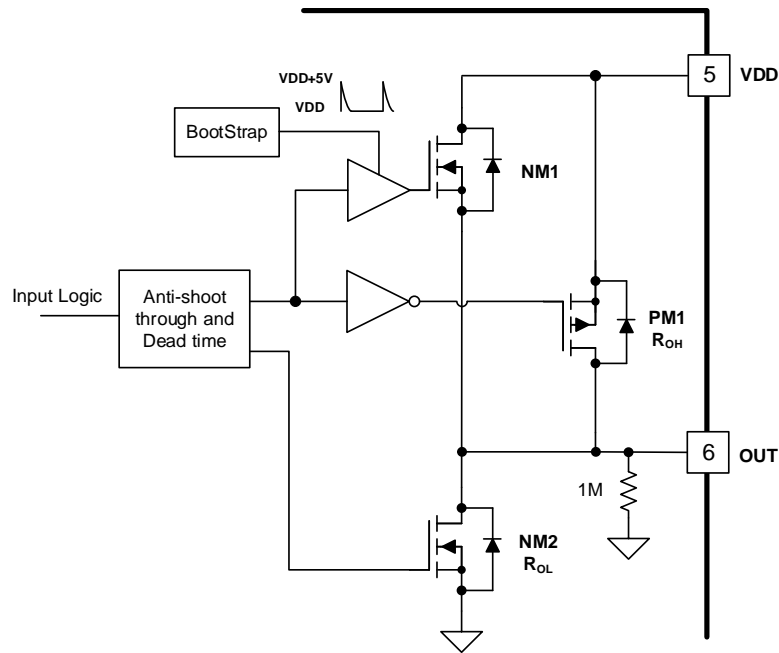 VDD+5V
VDD
BootStrap
5
VDD
NM1
Input Logic
Anti-shoot
through and
Dead time
PM1
ROH
6
OUT
1M
NM2
ROL